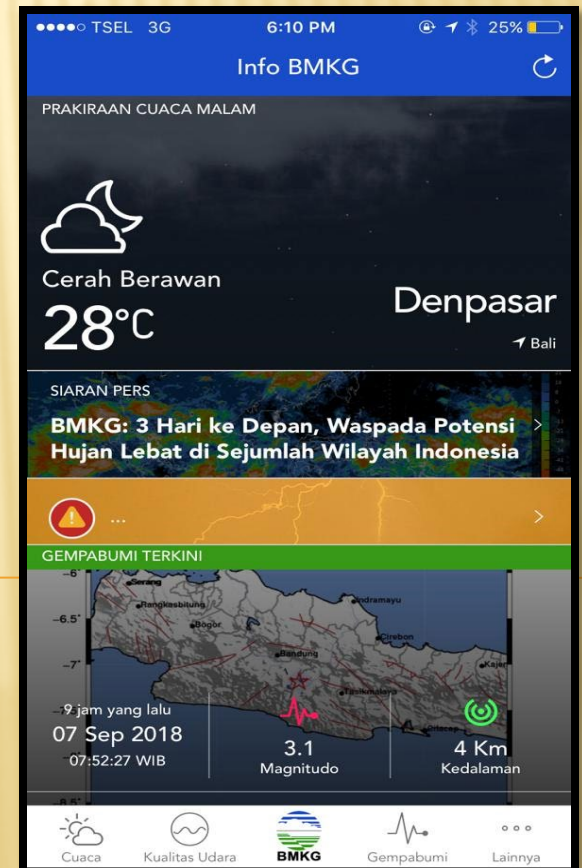 TSEL 3G 6:10 PM 25%
Info BMKG
PRAKIRAAN CUACA MALAM
Cerah Berawan
28°C
Denpasar
Bali
SIARAN PERS
BMKG: 3 Hari ke Depan, Waspada Potensi
Hujan Lebat di Sejumlah Wilayah Indonesia
...
GEMPABUMI TERKINI
-6°
Serang
Rangkasbitung
Indramayu
-6.5°
Bogor
Cirebon
Bandung
-7°
Tasikmalaya
Cilacap
9 jam yang lalu
07 Sep 2018
07:52:27 WIB
3.1
Magnitudo
4 Km
Kedalaman
-8.5°
Cuaca
Kualitas Udara
BMKG
Gempabumi
Lainnya